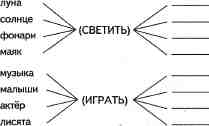 луна
солнце
фонари
маяк
(СВЕТИТЬ)
музыка
малыши
актёр
лисята
(ИГРАТЬ)